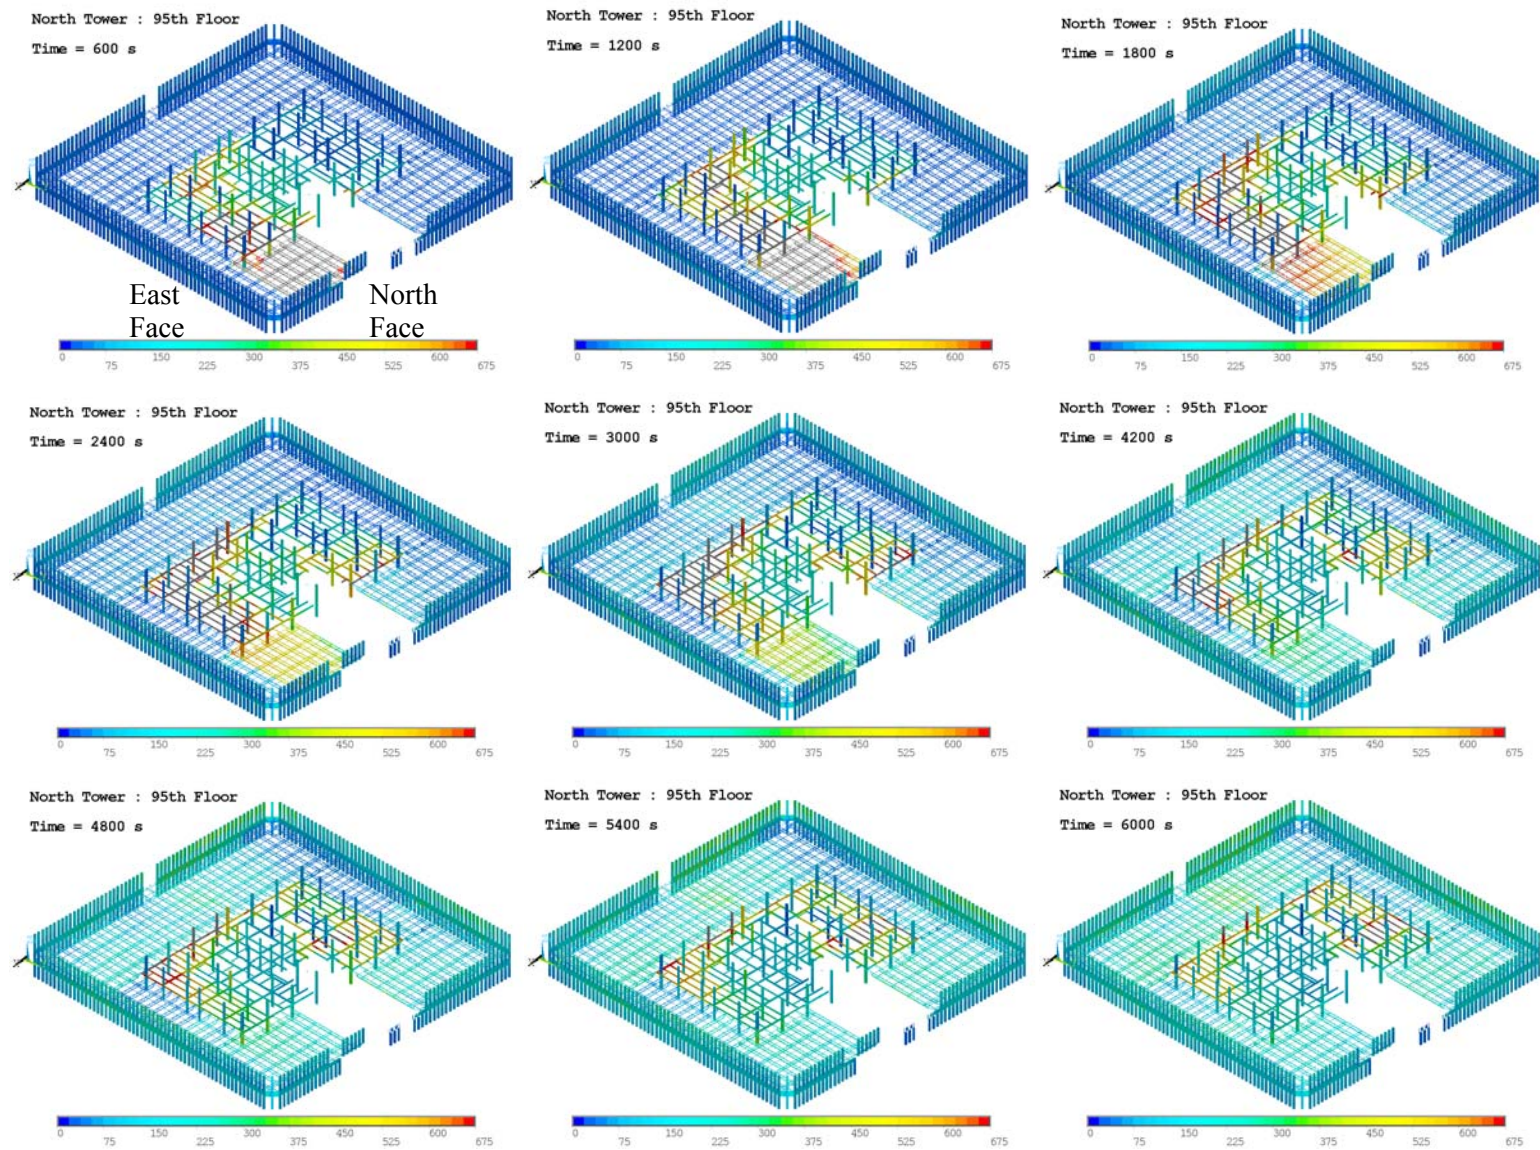 North Tower : 95th Floor
Time = 600 s
East
Face
North
Face
0 75 150 225 300 375 450 525 600 675
North Tower : 95th Floor
Time = 1200 s
0 75 150 225 300 375 450 525 600 675
North Tower : 95th Floor
Time = 1800 s
0 75 150 225 300 375 450 525 600 675
North Tower : 95th Floor
Time = 2400 s
0 75 150 225 300 375 450 525 600 675
North Tower : 95th Floor
Time = 3000 s
0 75 150 225 300 375 450 525 600 675
North Tower : 95th Floor
Time = 4200 s
0 75 150 225 300 375 450 525 600 675
North Tower : 95th Floor
Time = 4800 s
0 75 150 225 300 375 450 525 600 675
North Tower : 95th Floor
Time = 5400 s
0 75 150 225 300 375 450 525 600 675
North Tower : 95th Floor
Time = 6000 s
0 75 150 225 300 375 450 525 600 675